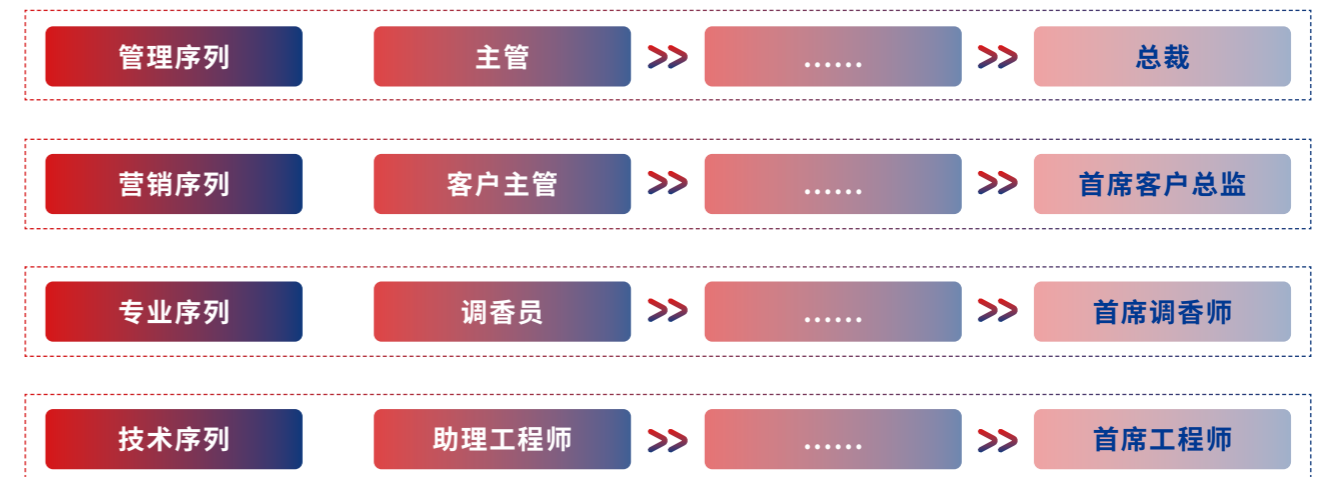 管理序列 主管 >> ...... >> 总裁
营销序列 客户主管 >> ...... >> 首席客户总监
专业序列 调香员 >> ...... >> 首席调香师
技术序列 助理工程师 >> ...... >> 首席工程师